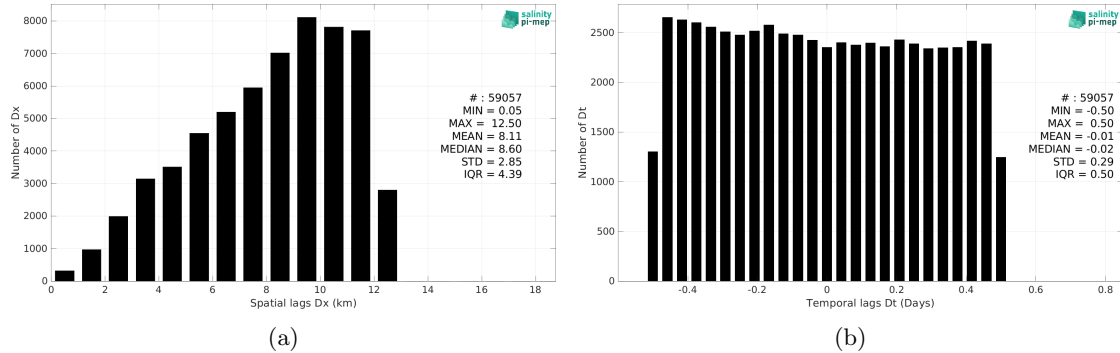 8000
7000
6000
5000
4000
3000
2000
1000
0
Number of Dx
0 2 4 6 8 10 12 14 16 18
Spatial lags Dx (km)
salinity
pi-mep
# : 59057
MIN = 0.05
MAX = 12.50
MEAN = 8.11
MEDIAN = 8.60
STD = 2.85
IQR = 4.39
(a)
2500
2000
1500
1000
500
0
Number of Dt
-0.4 -0.2 0 0.2 0.4 0.6 0.8
Temporal lags Dt (Days)
salinity
pi-mep
# : 59057
MIN = -0.50
MAX = 0.50
MEAN = -0.01
MEDIAN = -0.02
STD = 0.29
IQR = 0.50
(b)